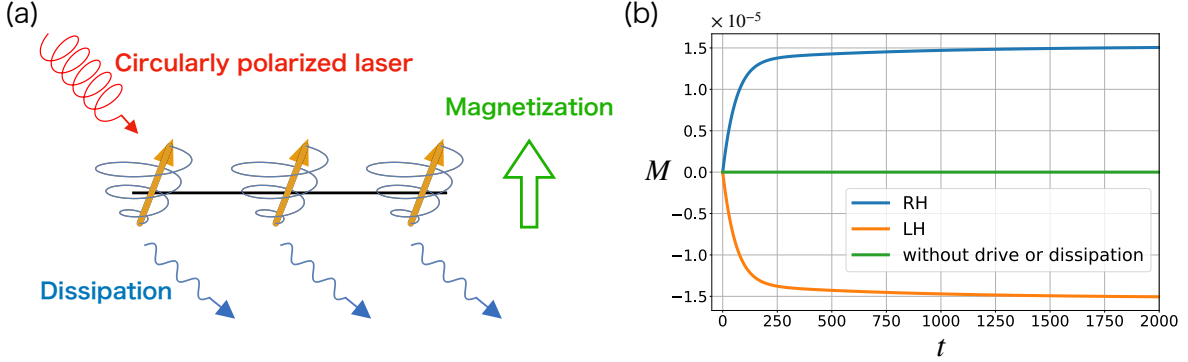 (a)
Circularly polarized laser
Magnetization
Dissipation
(b)
× 10⁻⁵
1.5
1.0
0.5
0.0
−0.5
−1.0
−1.5
M
RH
LH
without drive or dissipation
0 250 500 750 1000 1250 1500 1750 2000
t